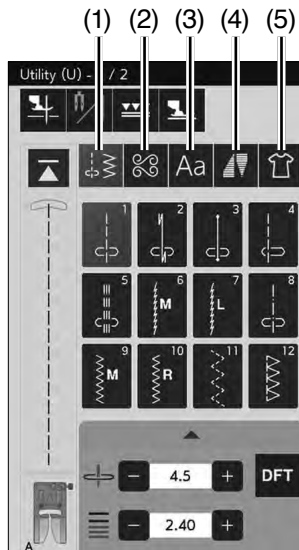 (1) (2) (3) (4) (5)
Utility (U) - / 2
Aa
1 2 3 4
5 6 M 7 L 8
9 M 10 R 11 12
- 4.5 + DFT
- 2.40 +
A